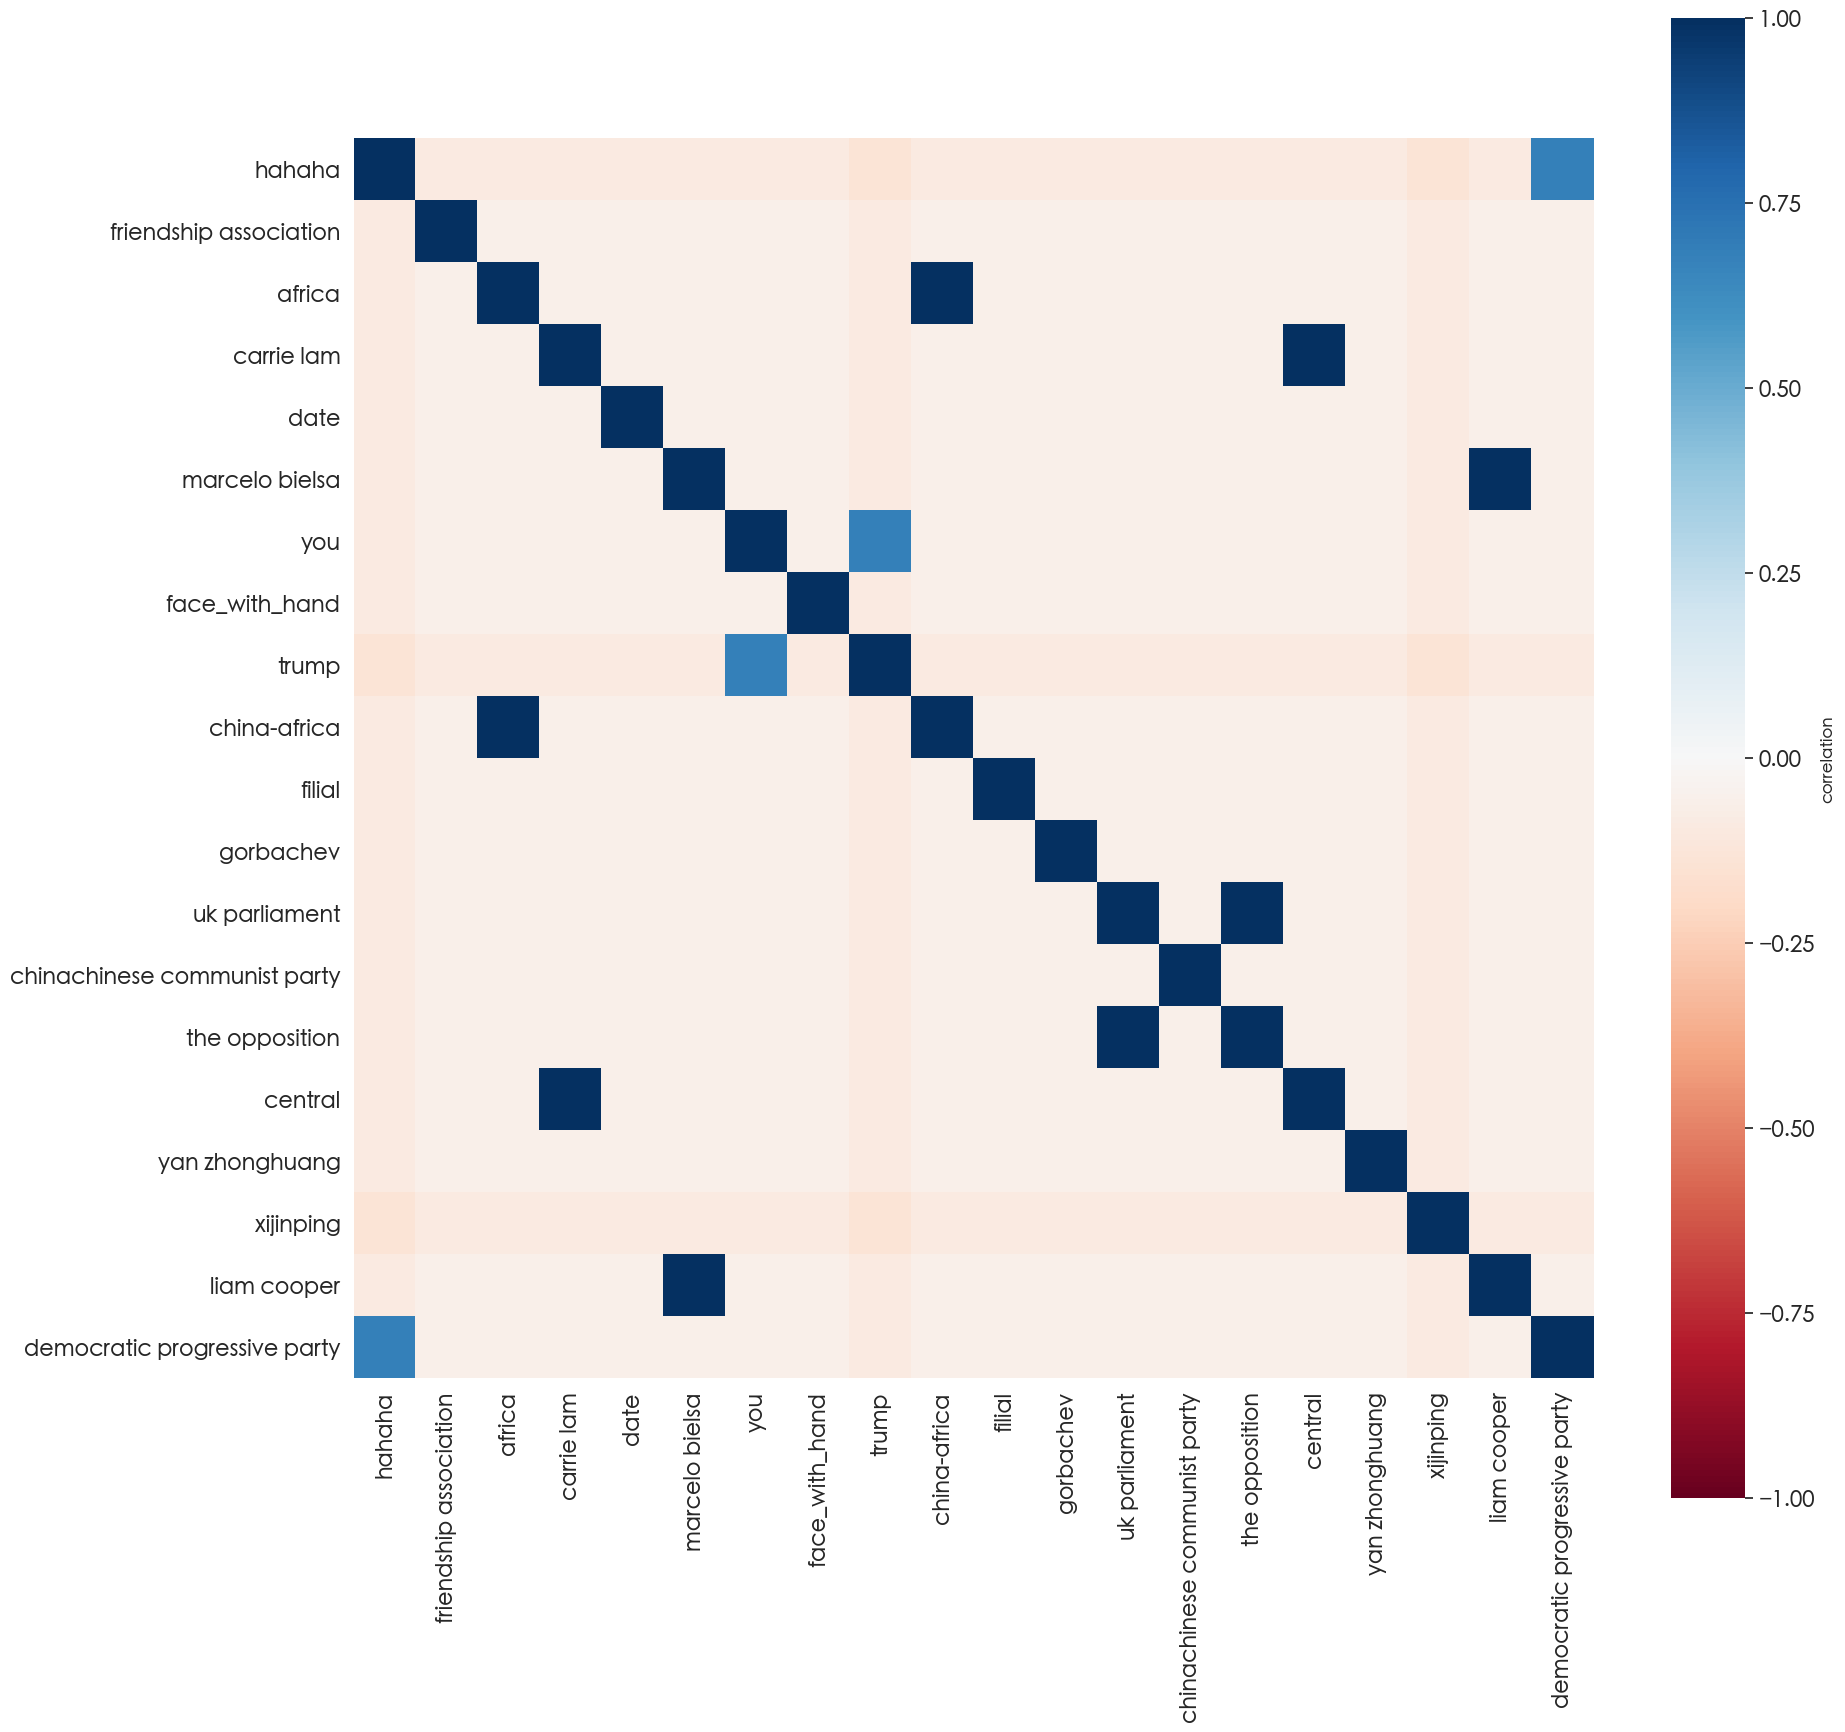 1.00
0.75
0.50
0.25
0.00
−0.25
−0.50
−0.75
−1.00
correlation
hahaha
friendship association
africa
carrie lam
date
marcelo bielsa
you
face_with_hand
trump
china-africa
filial
gorbachev
uk parliament
chinachinese communist party
the opposition
central
yan zhonghuang
xijinping
liam cooper
democratic progressive party
hahaha
friendship association
africa
carrie lam
date
marcelo bielsa
you
face_with_hand
trump
china-africa
filial
gorbachev
uk parliament
chinachinese communist party
the opposition
central
yan zhonghuang
xijinping
liam cooper
democratic progressive party